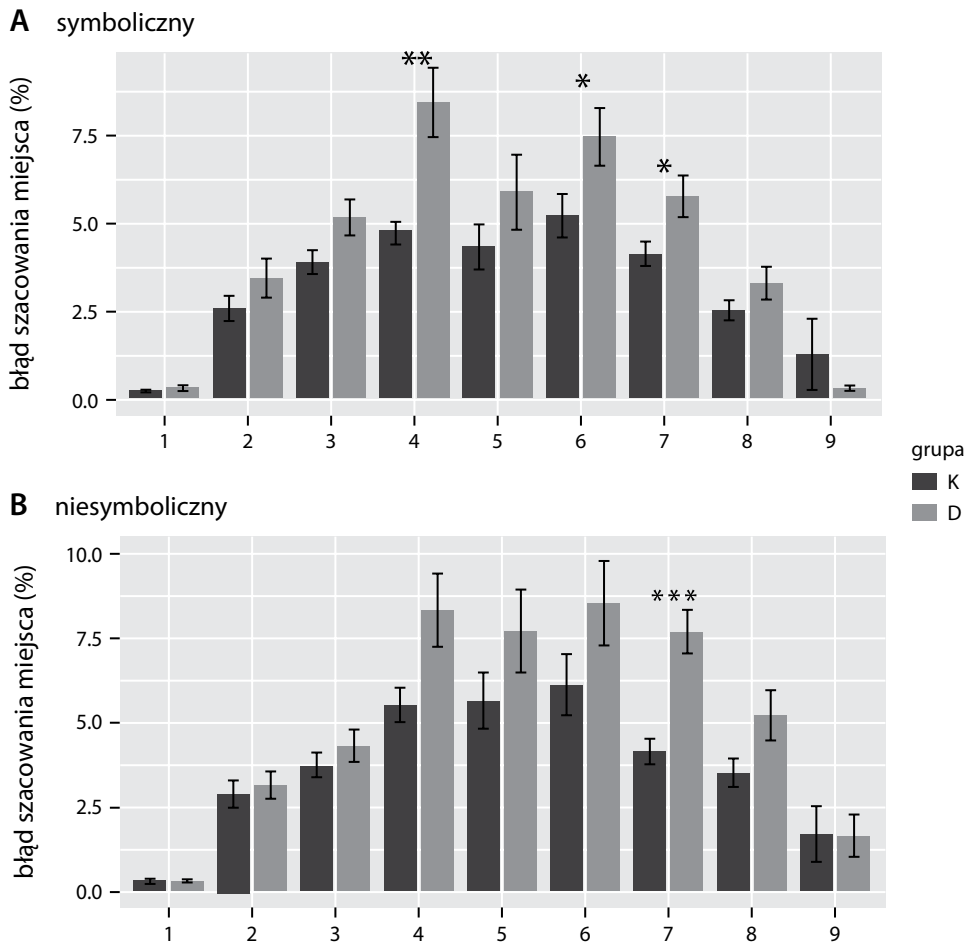 A symboliczny
błąd szacowania miejsca (%)
7.5
5.0
2.5
0.0
**
*
*
1 2 3 4 5 6 7 8 9
grupa
K
D
B niesymboliczny
błąd szacowania miejsca (%)
10.0
7.5
5.0
2.5
0.0
***
1 2 3 4 5 6 7 8 9